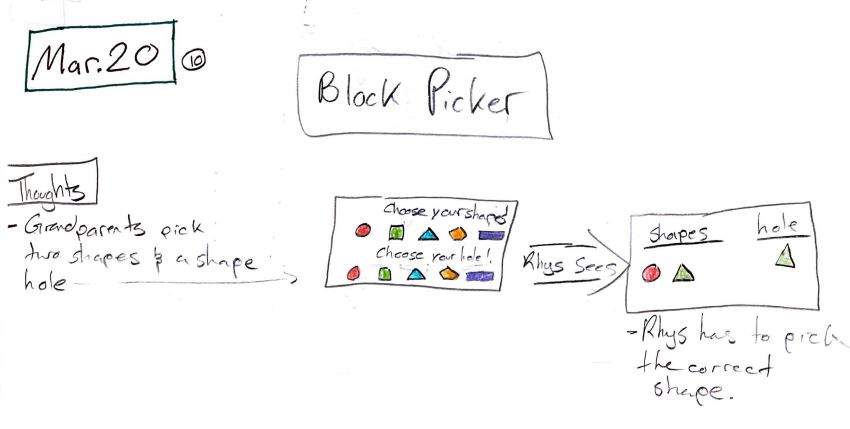 Mar. 20
10
Block Picker
Thoughts
- Grandparents pick
two shapes & a shape
hole
Choose your shapes!
Choose your hole!
Rhys Sees
shapes
hole
- Rhys has to pick
the correct
shape.